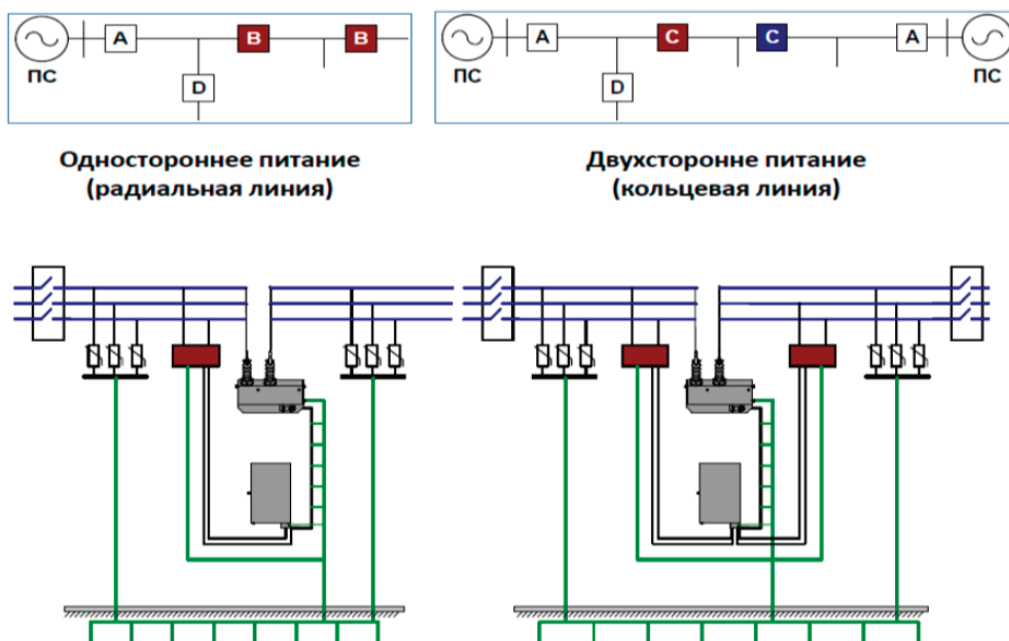 A B B
ПС
D
Одностороннее питание
(радиальная линия)
A C C A
ПС ПС
D
Двухсторонне питание
(кольцевая линия)